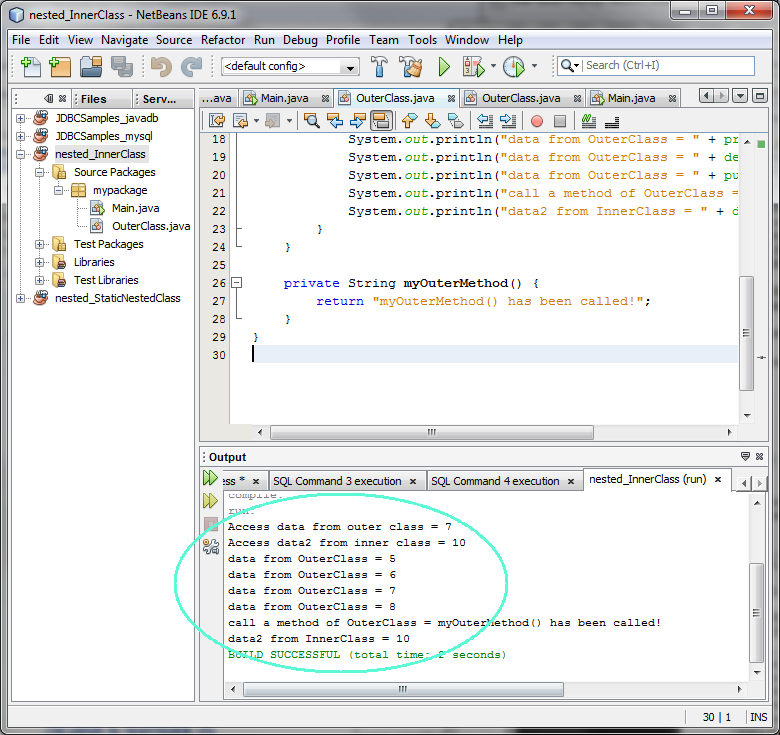 nested_InnerClass - NetBeans IDE 6.9.1
File Edit View Navigate Source Refactor Run Debug Profile Team Tools Window Help
<default config>
Search (Ctrl+I)
Files Serv...
JDBCSamples_javadb
JDBCSamples_mysql
nested_InnerClass
Source Packages
mypackage
Main.java
OuterClass.java
Test Packages
Libraries
Test Libraries
nested_StaticNestedClass
...ava Main.java OuterClass.java OuterClass.java Main.java
18 System.out.println("data from OuterClass = " + pr
19 System.out.println("data from OuterClass = " + de
20 System.out.println("data from OuterClass = " + pu
21 System.out.println("call a method of OuterClass =
22 System.out.println("data2 from InnerClass = " + d
23 }
24 }
25
26 private String myOuterMethod() {
27 return "myOuterMethod() has been called!";
28 }
29 }
30
Output
ess * SQL Command 3 execution SQL Command 4 execution nested_InnerClass (run)
compile:
run:
Access data from outer class = 7
Access data2 from inner class = 10
data from OuterClass = 5
data from OuterClass = 6
data from OuterClass = 7
data from OuterClass = 8
call a method of OuterClass = myOuterMethod() has been called!
data2 from InnerClass = 10
BUILD SUCCESSFUL (total time: 2 seconds)
30 | 1 INS